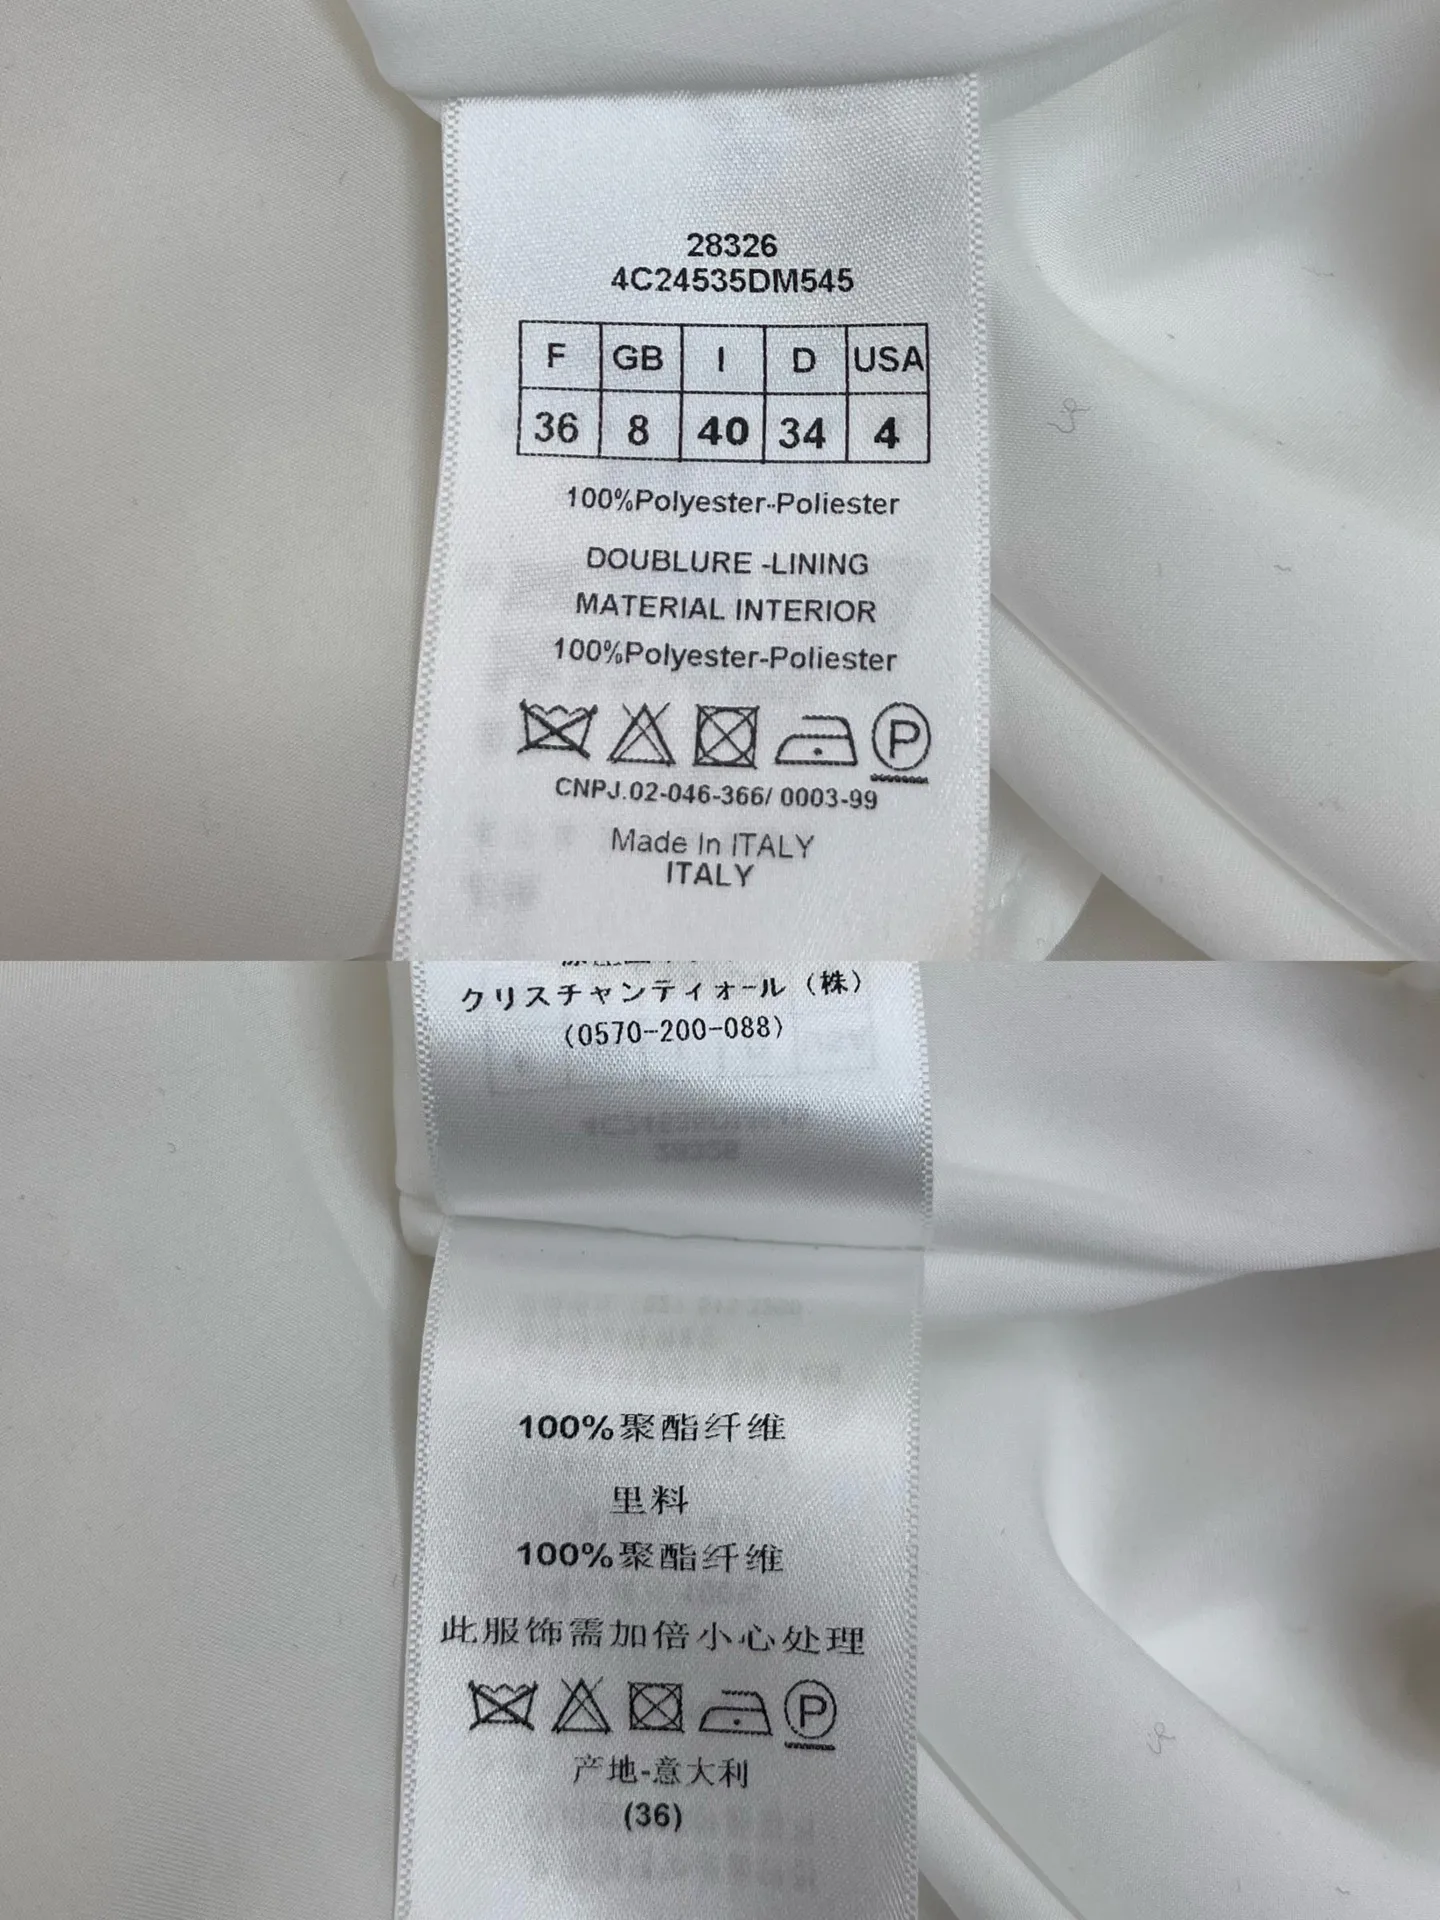 28326
4C24535DM545
F GB I D USA
36 8 40 34 4
100%Polyester-Poliester
DOUBLURE -LINING
MATERIAL INTERIOR
100%Polyester-Poliester
P
CNPJ.02-046-366/ 0003-99
Made In ITALY
ITALY
クリスチャンディオール（株）
(0570-200-088)
100%聚酯纤维
里料
100%聚酯纤维
此服饰需加倍小心处理
P
产地-意大利
(36)